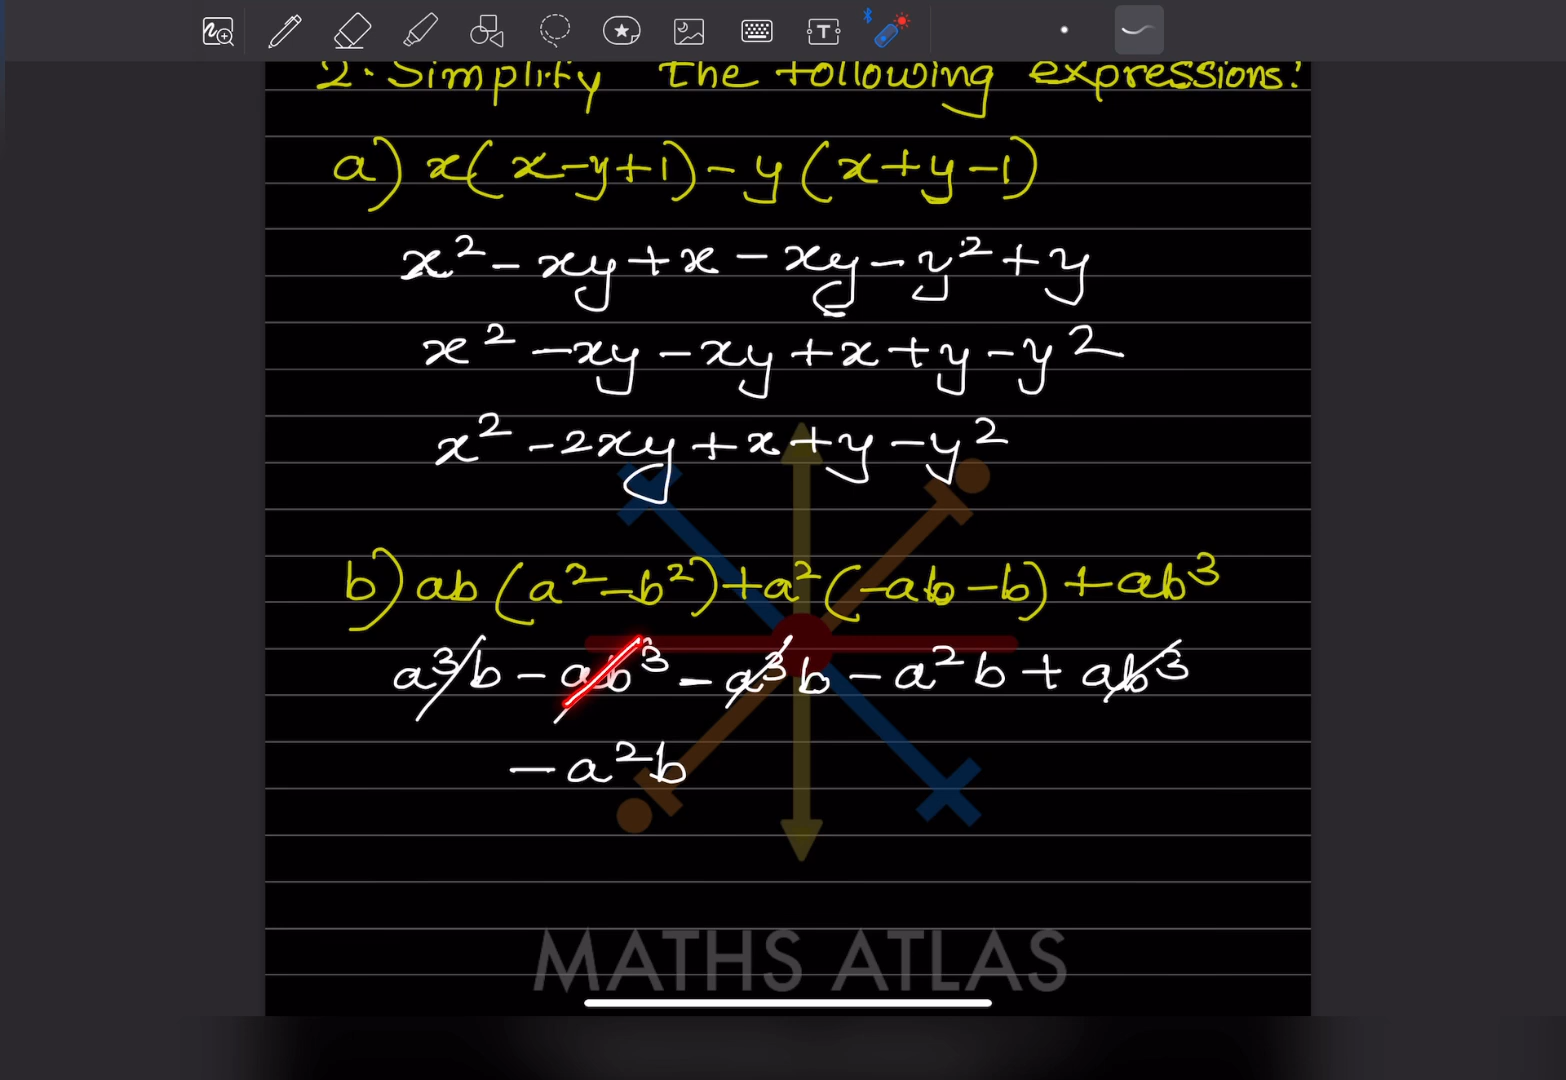 2. Simplify the following expressions:
a) x(x-y+1)-y(x+y-1)
x² - xy + x - xy - y² + y
x² - xy - xy + x + y - y²
x² - 2xy + x + y - y²
b) ab(a²-b²)+a²(-ab-b)+ab³
a³b - ab³ - a³b - a²b + ab³
- a²b
MATHS ATLAS